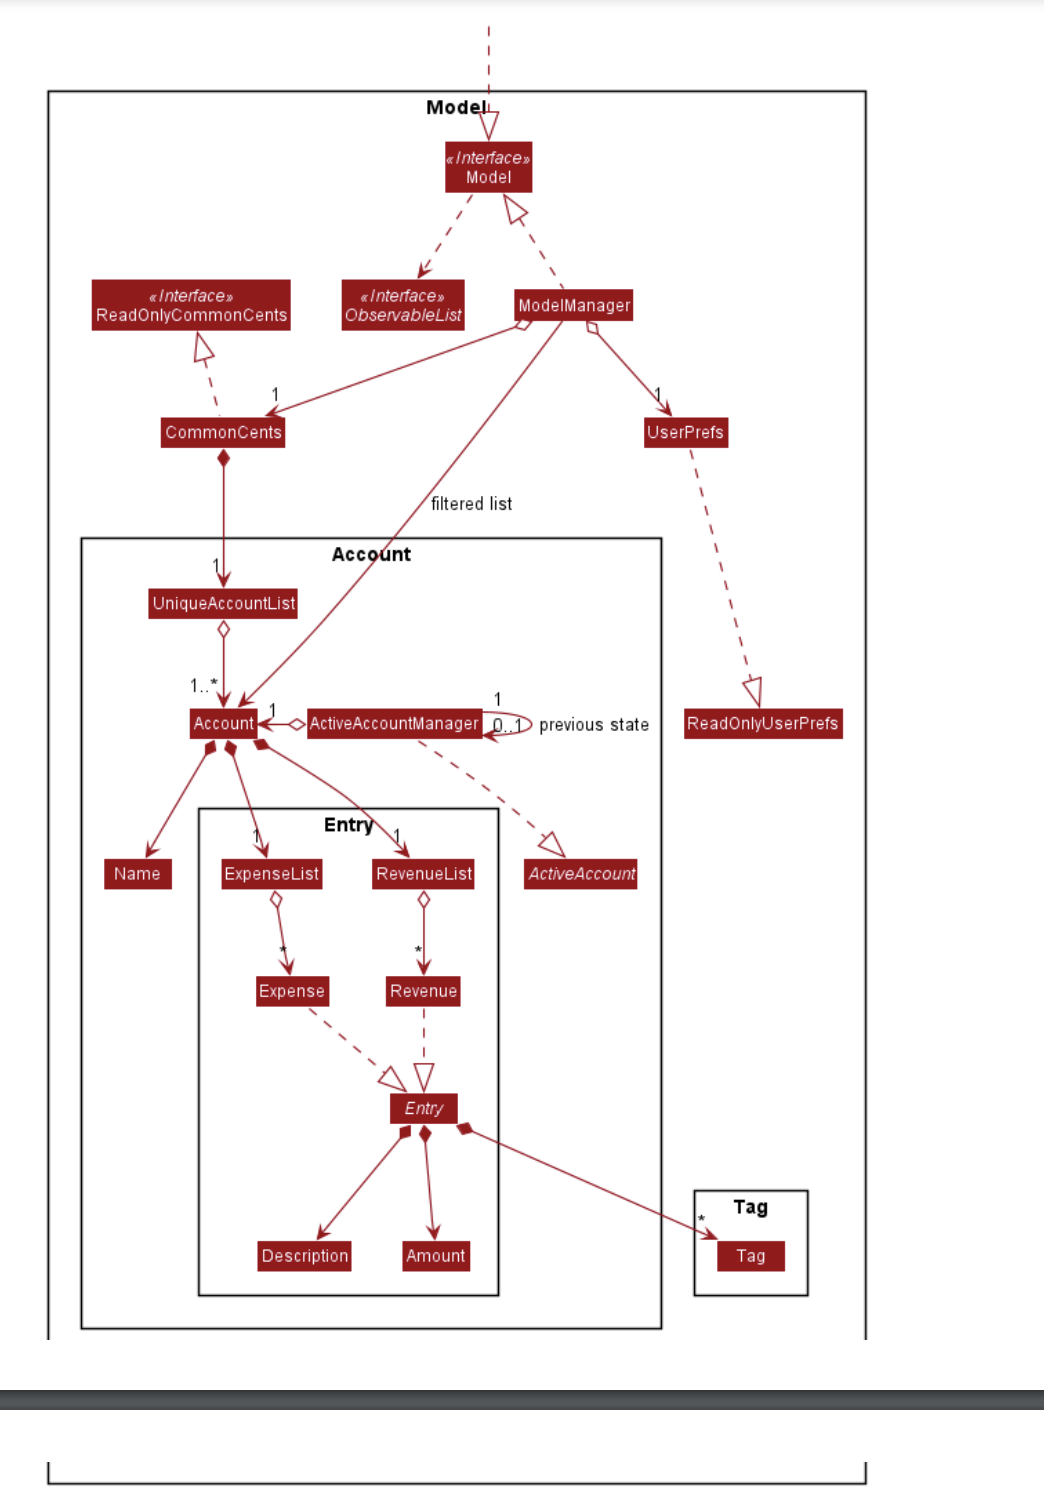 Model
«Interface»
Model
«Interface»
ReadOnlyCommonCents
«Interface»
ObservableList
ModelManager
1
1
CommonCents
UserPrefs
filtered list
Account
1
UniqueAccountList
1..*
1
1
Account
ActiveAccountManager
0..1
previous state
ReadOnlyUserPrefs
Entry
1
1
Name
ExpenseList
RevenueList
ActiveAccount
*
*
Expense
Revenue
Entry
Tag
*
Description
Amount
Tag